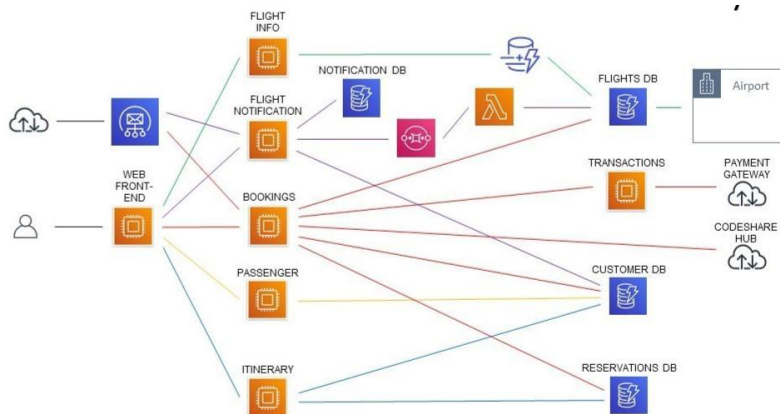 FLIGHT
INFO
NOTIFICATION DB
FLIGHTS DB
Airport
FLIGHT
NOTIFICATION
WEB
FRONT-
END
TRANSACTIONS
PAYMENT
GATEWAY
BOOKINGS
CODESHARE
HUB
PASSENGER
CUSTOMER DB
ITINERARY
RESERVATIONS DB